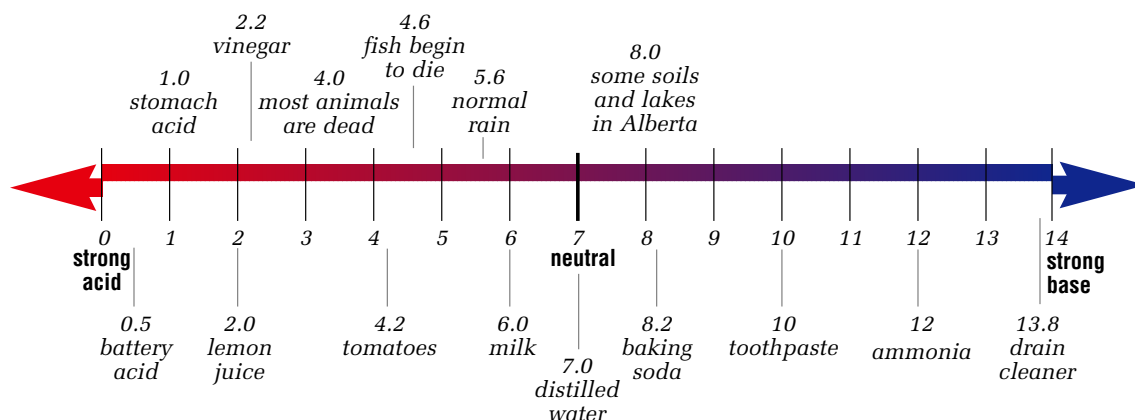 2.2
vinegar
4.6
fish begin
to die
1.0
stomach
acid
4.0
most animals
are dead
5.6
normal
rain
8.0
some soils
and lakes
in Alberta
0 1 2 3 4 5 6 7 8 9 10 11 12 13 14
strong
acid
neutral
strong
base
0.5
battery
acid
2.0
lemon
juice
4.2
tomatoes
6.0
milk
7.0
distilled
water
8.2
baking
soda
10
toothpaste
12
ammonia
13.8
drain
cleaner